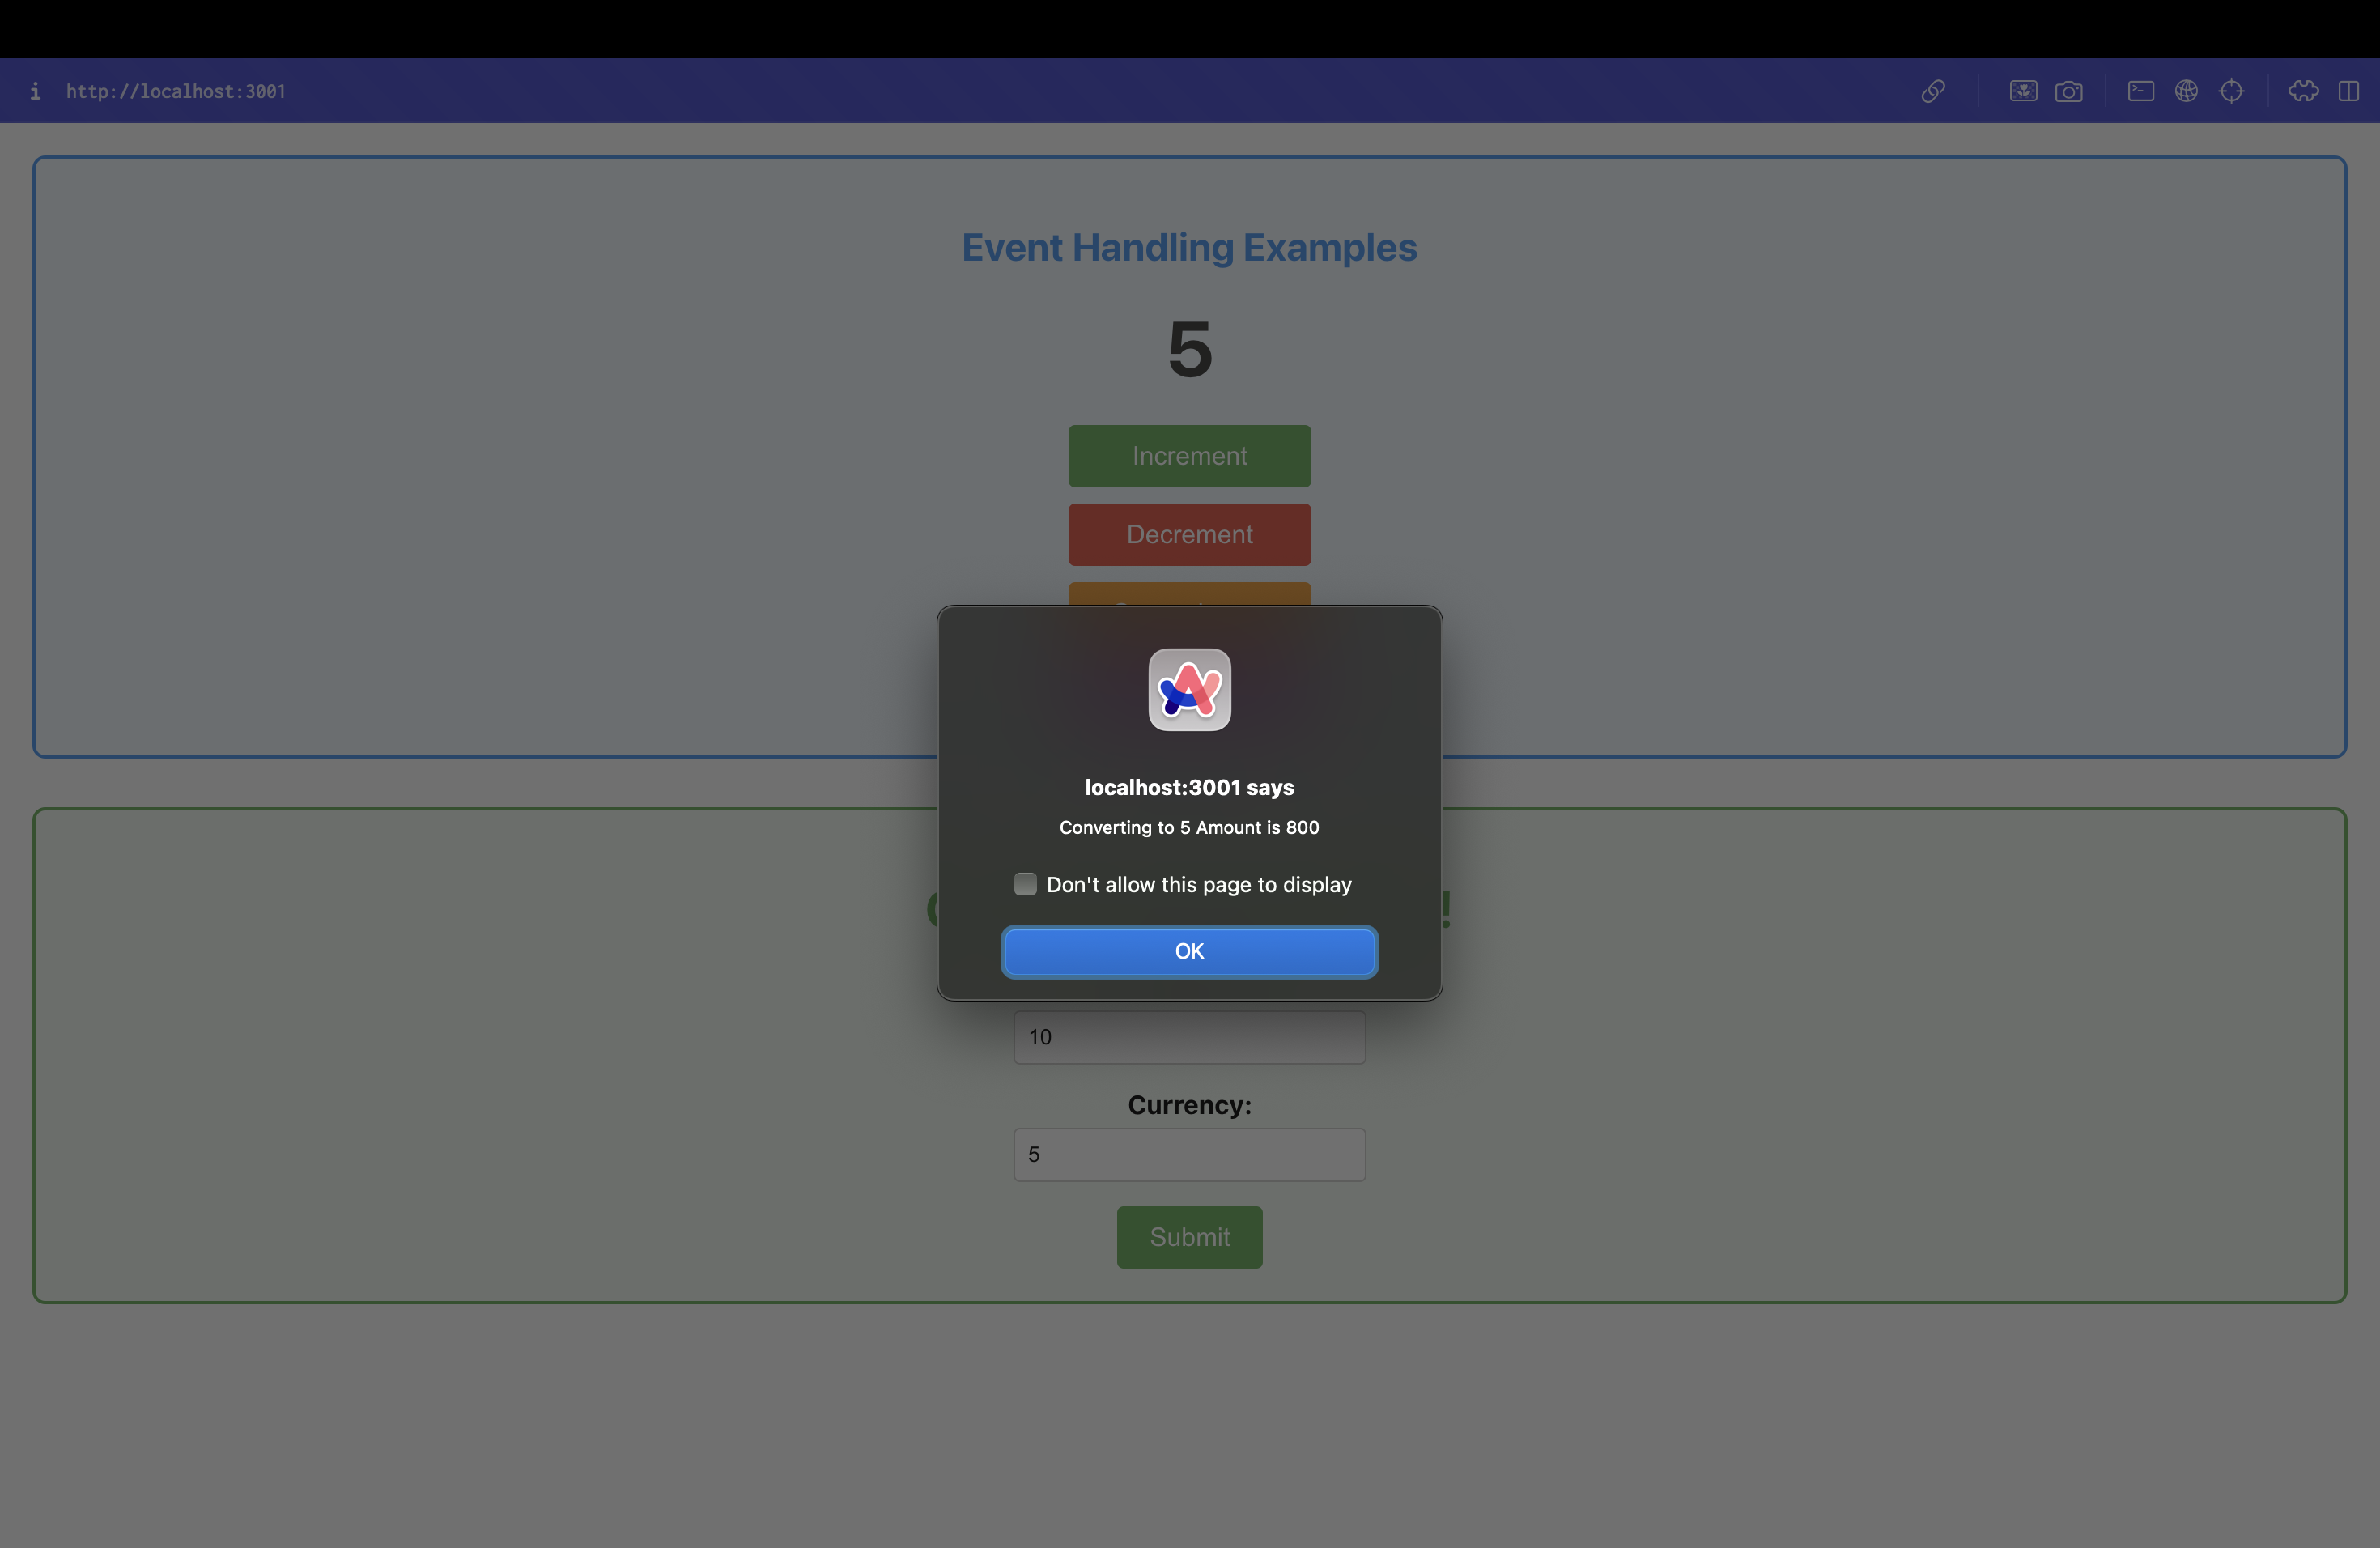 i http://localhost:3001
Event Handling Examples
5
Increment
Decrement
localhost:3001 says
Converting to 5 Amount is 800
Don't allow this page to display
!
OK
10
Currency:
5
Submit